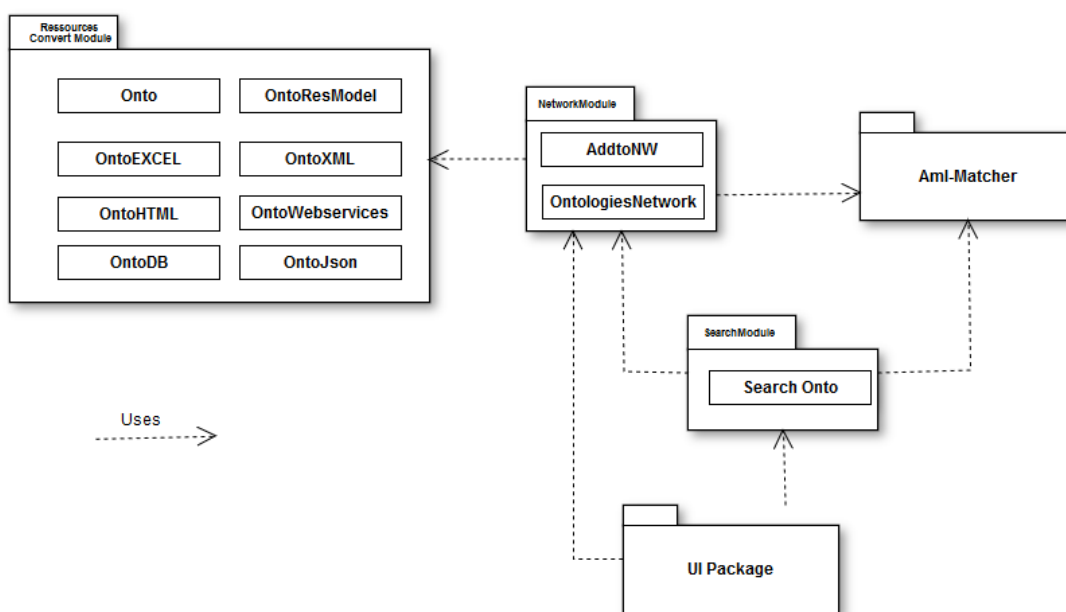 Ressources
Convert Module
Onto
OntoResModel
OntoEXCEL
OntoXML
OntoHTML
OntoWebservices
OntoDB
OntoJson
NetworkModule
AddtoNW
OntologiesNetwork
Aml-Matcher
SearchModule
Search Onto
Uses
UI Package